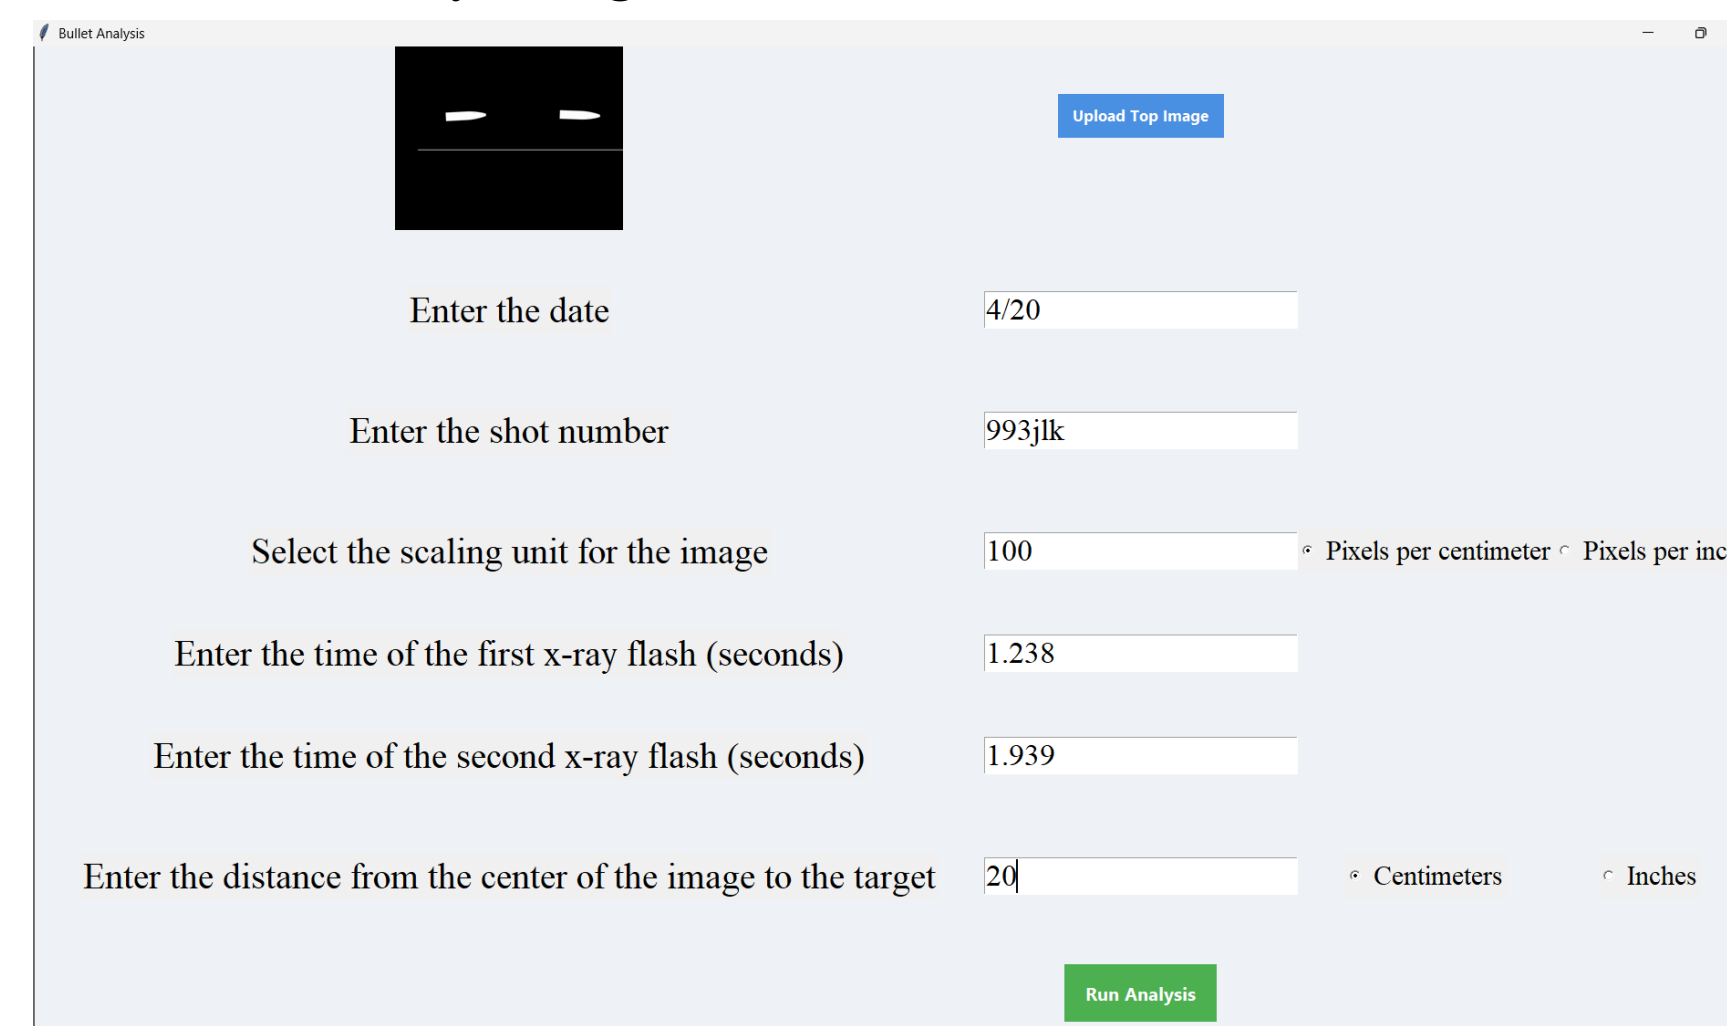 Bullet Analysis
Upload Top Image
Enter the date 4/20
Enter the shot number 993jlk
Select the scaling unit for the image 100 Pixels per centimeter Pixels per inc
Enter the time of the first x-ray flash (seconds) 1.238
Enter the time of the second x-ray flash (seconds) 1.939
Enter the distance from the center of the image to the target 20 Centimeters Inches
Run Analysis